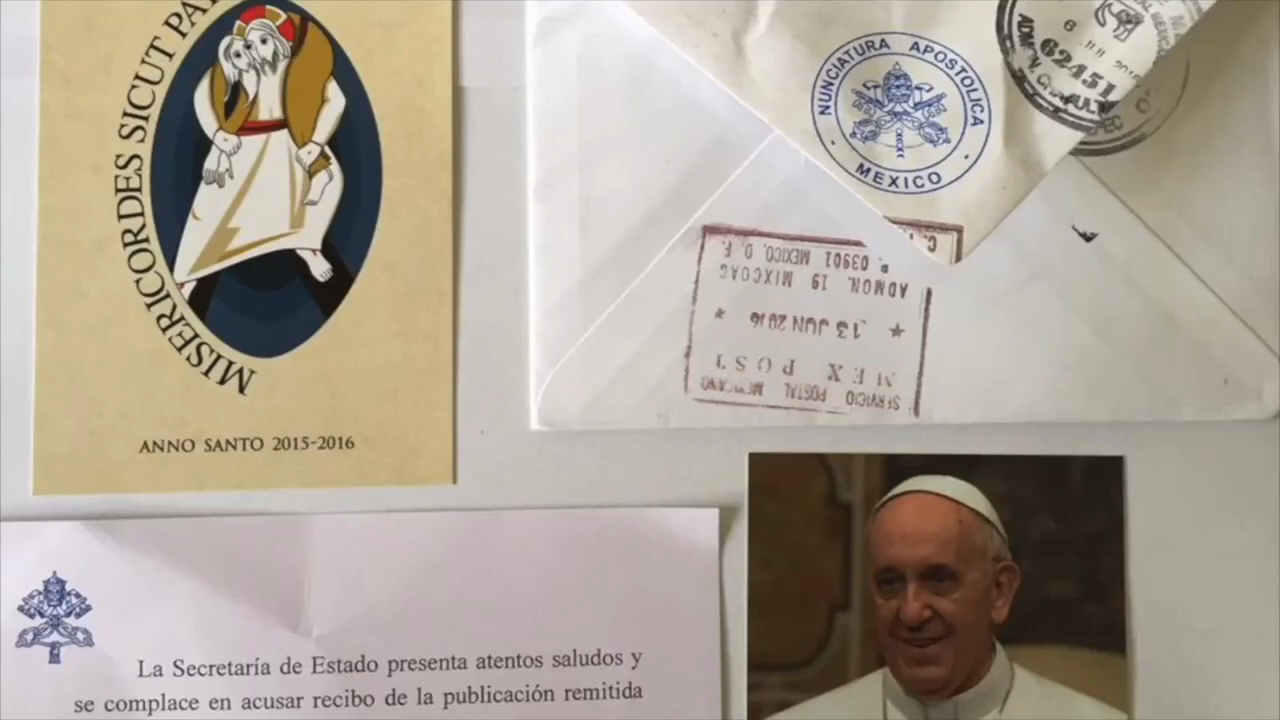 MISERICORDES SICUT PA
ANNO SANTO 2015-2016
NUNCIATURA APOSTOLICA
MEXICO
62451
SERVICIO POSTAL MEXICANO
MEX POST
★ 13 JUN 2016 ★
ADMON. 19 MIXCOAC
03901 MEXICO, D. F.
La Secretaría de Estado presenta atentos saludos y
se complace en acusar recibo de la publicación remitida